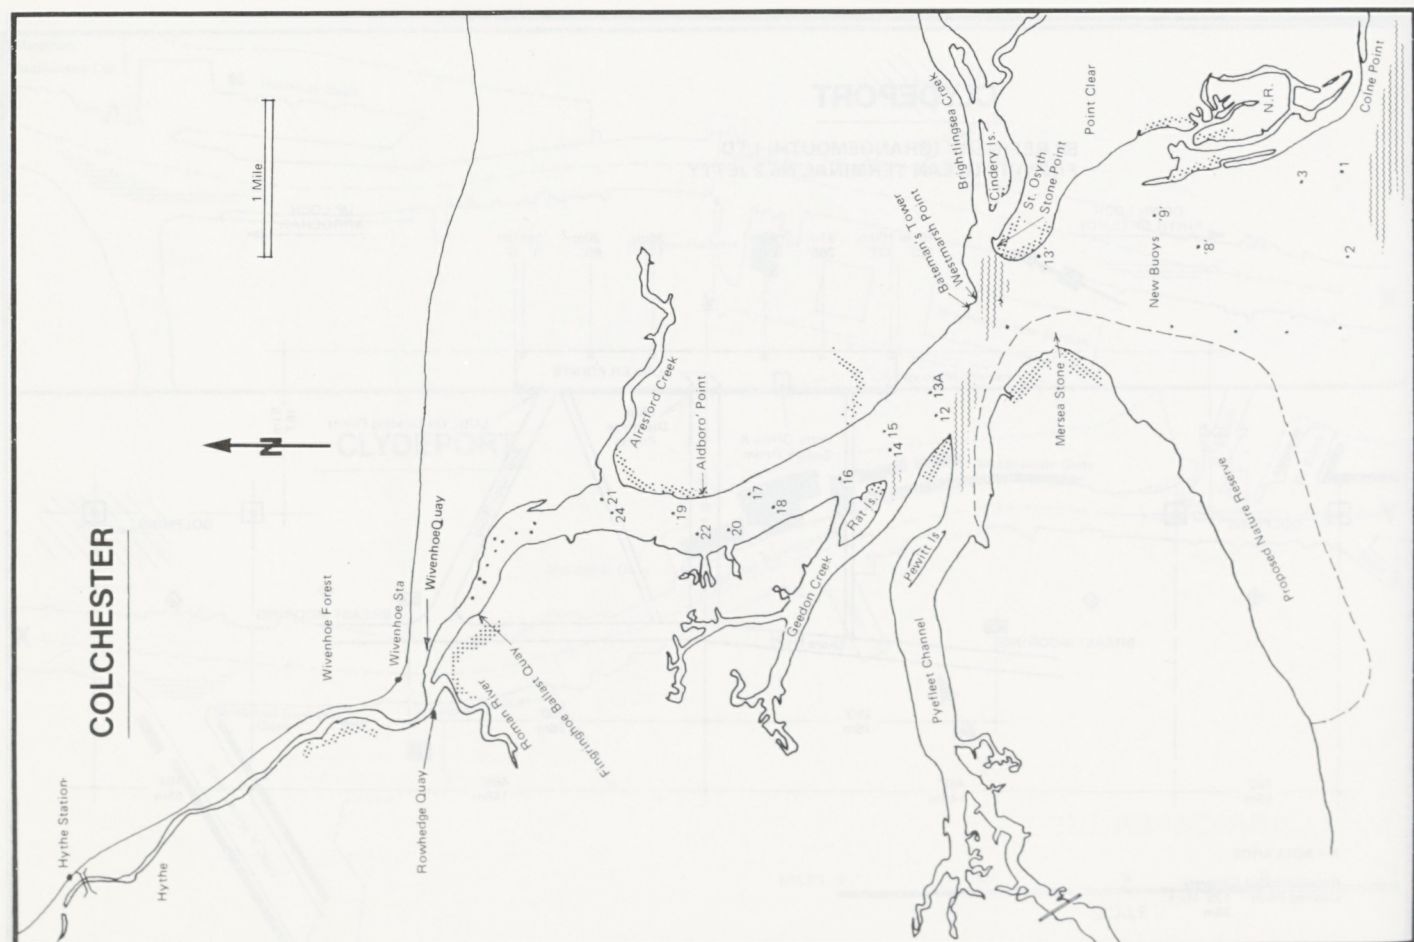 COLCHESTER
1 Mile
N
Hythe Station
Hythe
Wivenhoe Forest
Wivenhoe Sta
WivenhoeQuay
Rowhedge Quay
Roman River
Fingringhoe Ballast Quay
Alresford Creek
Aldboro' Point
24
21
19
22
20
17
18
16
Geedon Creek
Rat Is.
14
15
Pewitt Is.
Pyefleet Channel
12
13A
Bateman's Tower
Westmarsh Point
Brightlingsea Creek
Cindery Is.
St. Osyth
Stone Point
Point Clear
13
Mersea Stone
New Buoys
'9'
'8'
N.R.
Colne Point
3
1
2
Proposed Nature Reserve
CLYDEPORT